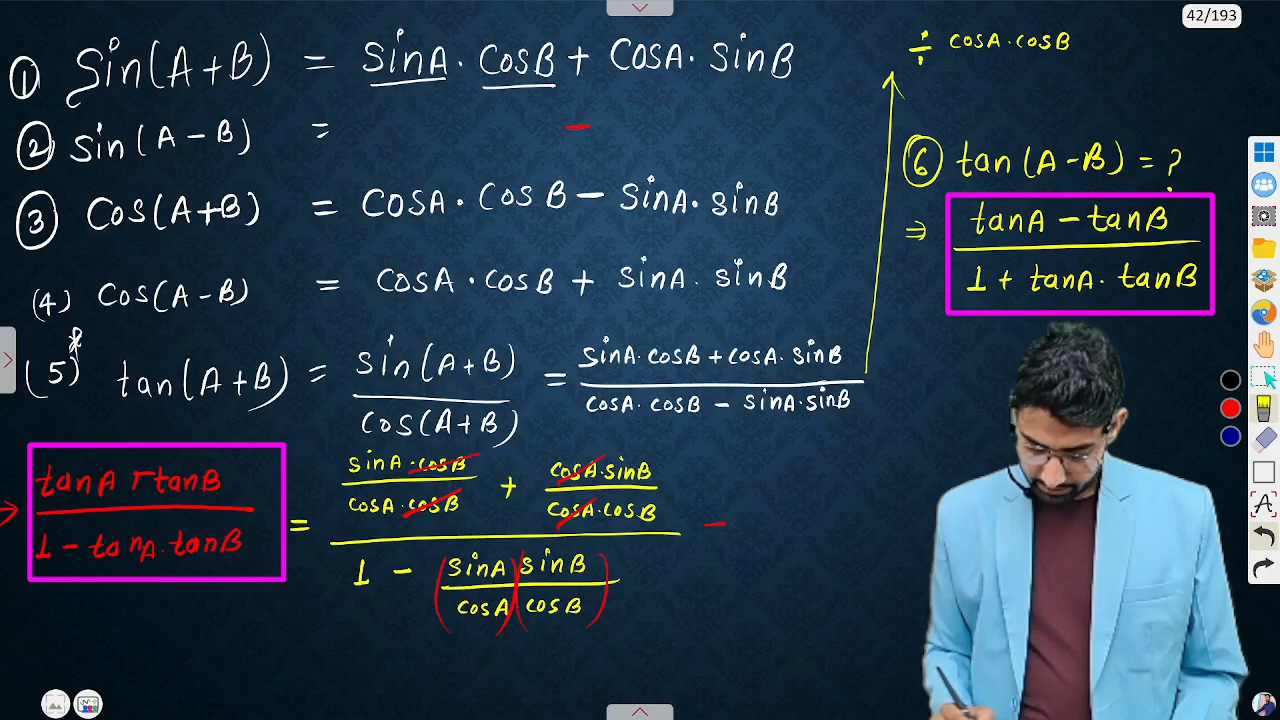 42/193
① Sin(A+B) = sinA · cosB + cosA · sinB
② sin(A - B) = -
③ Cos(A+B) = cosA · cosB - sinA · sinB
(4) Cos(A-B) = cosA · cosB + sinA · sinB
(5)* tan(A+B) = sin(A+B) / cos(A+B) = sinA·cosB + cosA·sinB / cosA·cosB - sinA·sinB
= sinA·cosB / cosA·cosB + cosA·sinB / cosA·cosB
1 - (sinA / cosA)(sinB / cosB)
→ tanA + tanB
1 - tanA·tanB
÷ cosA·cosB
⑥ tan(A-B) = ?
⇒ tanA - tanB
1 + tanA · tanB